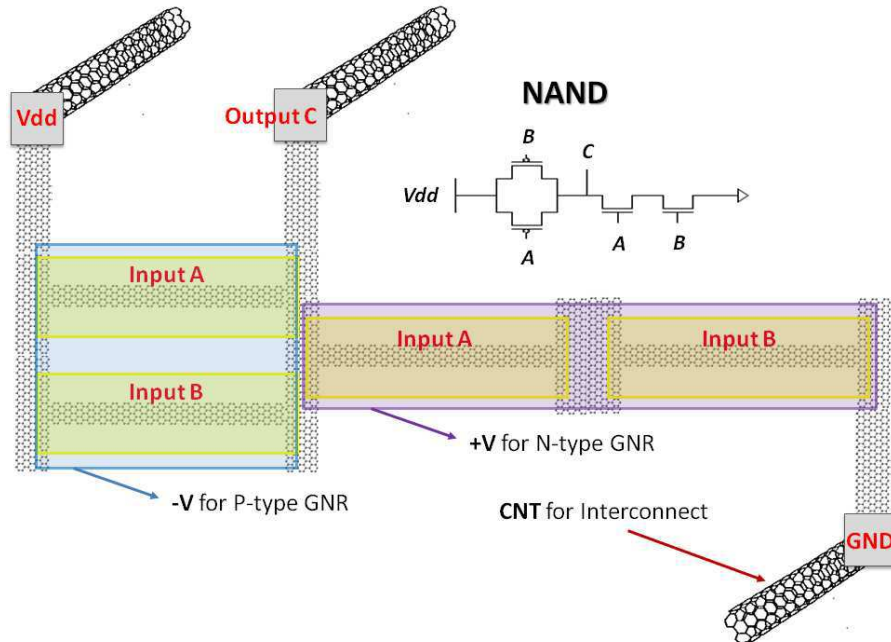 Vdd
Output C
NAND
B
C
Vdd
A
A
B
Input A
Input A
Input B
Input B
+V for N-type GNR
-V for P-type GNR
CNT for Interconnect
GND